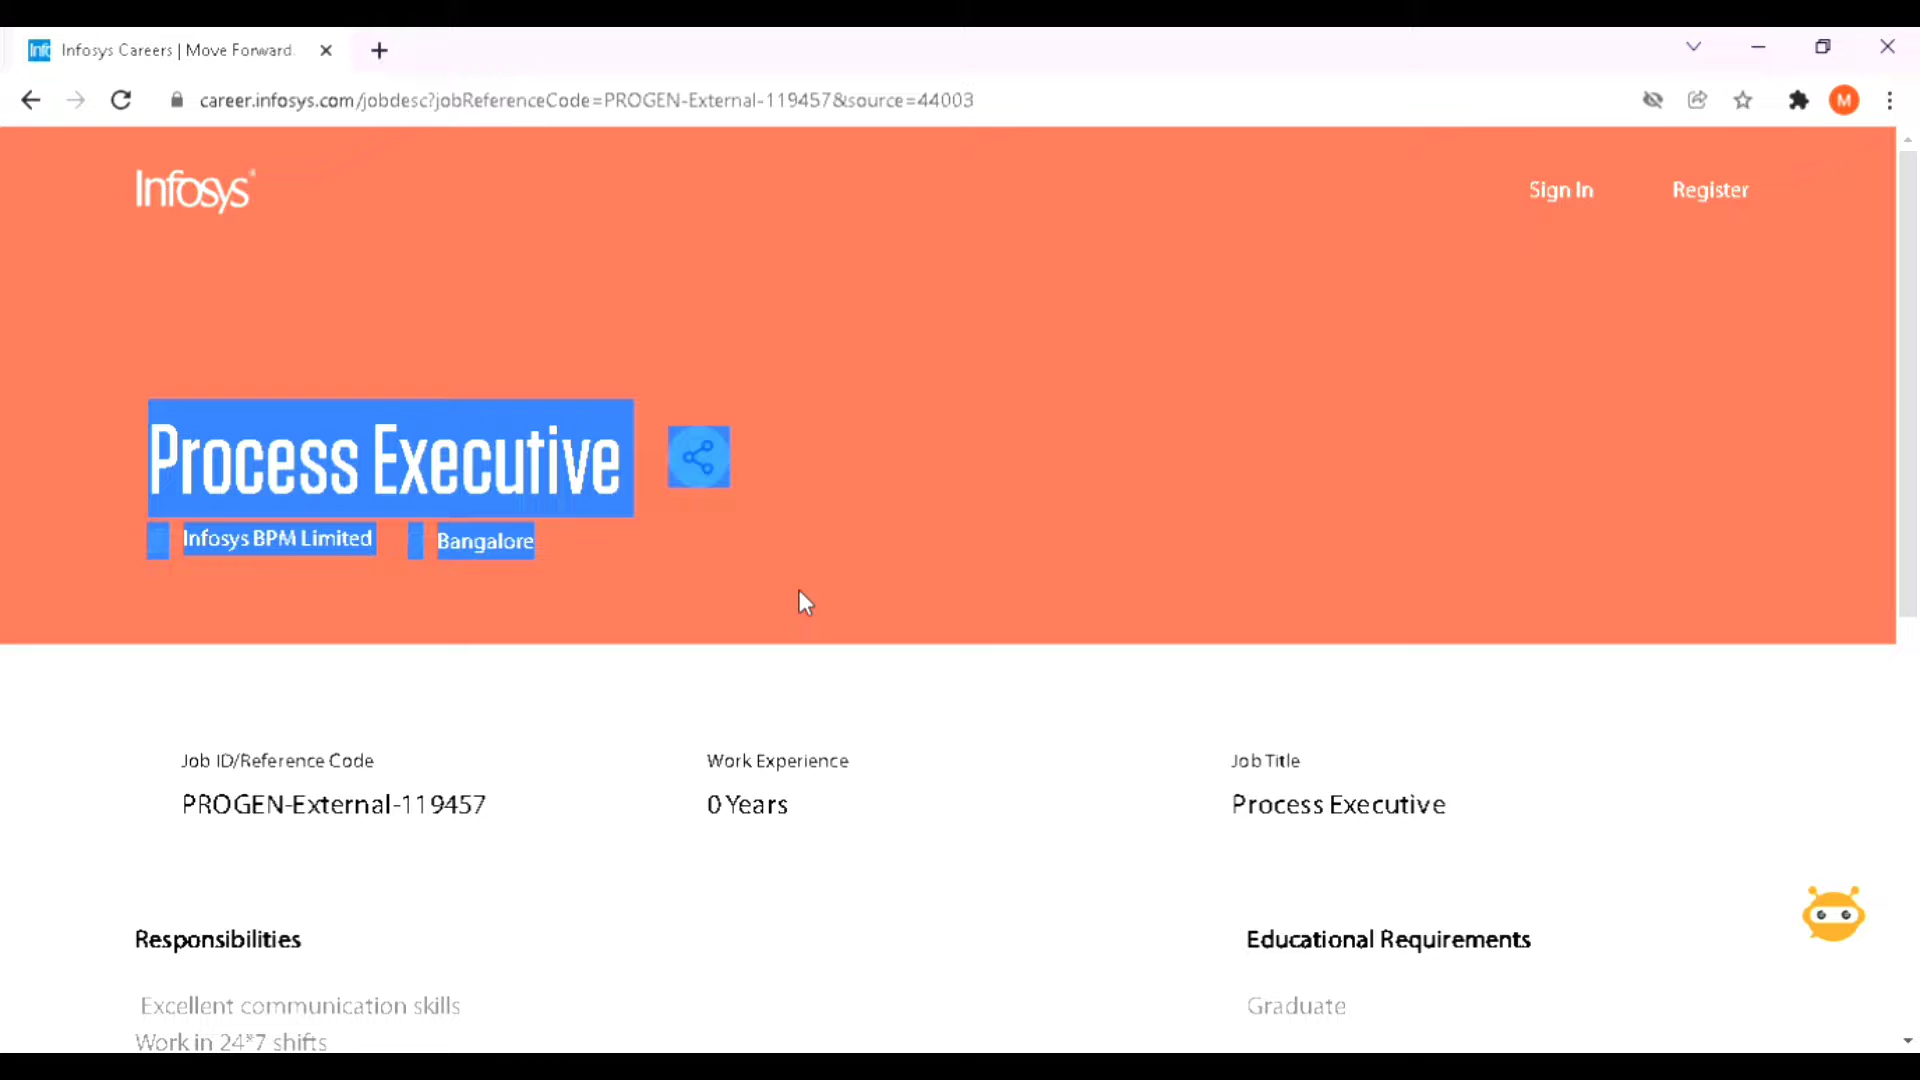 Infosys Careers | Move Forward
career.infosys.com/jobdesc?jobReferenceCode=PROGEN-External-119457&source=44003
M
Infosys
Sign In
Register
Process Executive
Infosys BPM Limited
Bangalore
Job ID/Reference Code
Work Experience
Job Title
PROGEN-External-119457
0 Years
Process Executive
Responsibilities
Educational Requirements
Excellent communication skills
Graduate
Work in 24*7 shifts